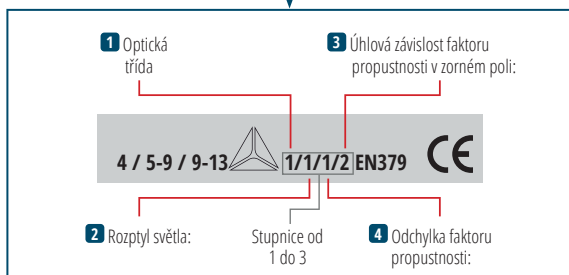 1 Optická
třída
3 Úhlová závislost faktoru
propustnosti v zorném poli:
4 / 5-9 / 9-13 1/1/1/2 EN379 CE
2 Rozptyl světla:
Stupnice od
1 do 3
4 Odchylka faktoru
propustnosti: